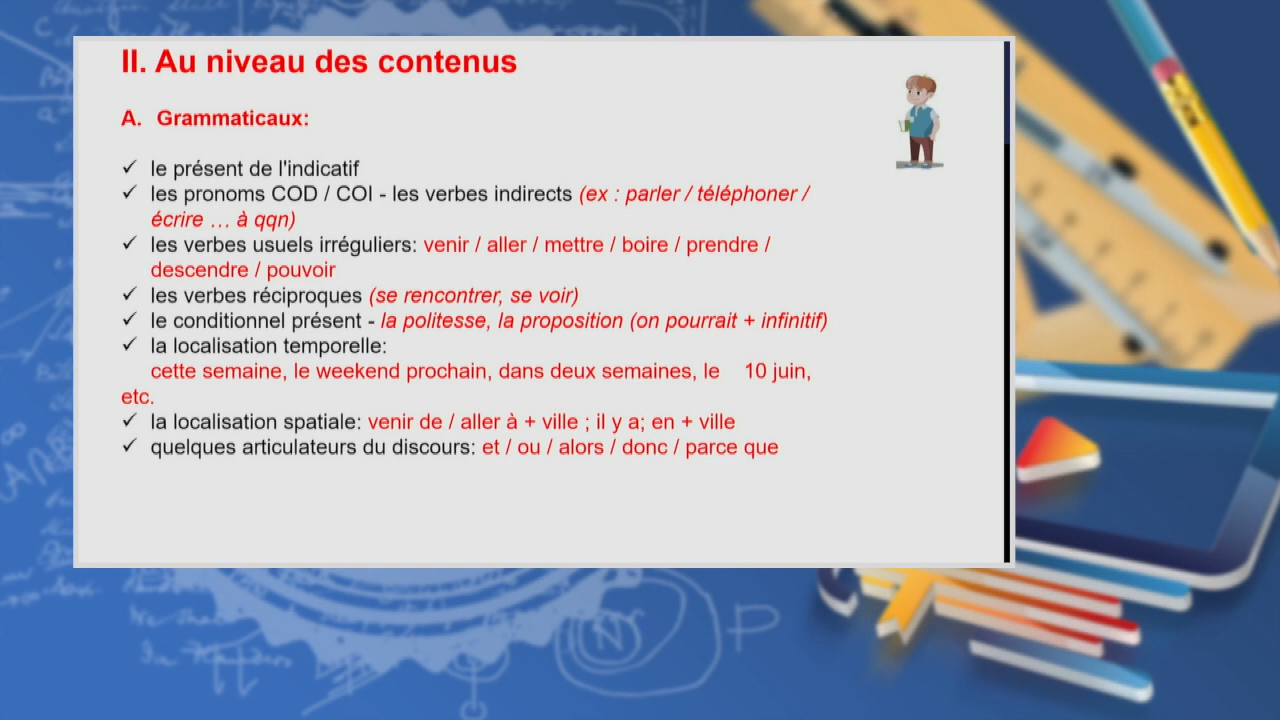 II. Au niveau des contenus
A. Grammaticaux:
✓ le présent de l'indicatif
✓ les pronoms COD / COI - les verbes indirects (ex : parler / téléphoner /
écrire … à qqn)
✓ les verbes usuels irréguliers: venir / aller / mettre / boire / prendre /
descendre / pouvoir
✓ les verbes réciproques (se rencontrer, se voir)
✓ le conditionnel présent - la politesse, la proposition (on pourrait + infinitif)
✓ la localisation temporelle:
cette semaine, le weekend prochain, dans deux semaines, le 10 juin,
etc.
✓ la localisation spatiale: venir de / aller à + ville ; il y a; en + ville
✓ quelques articulateurs du discours: et / ou / alors / donc / parce que
N
P